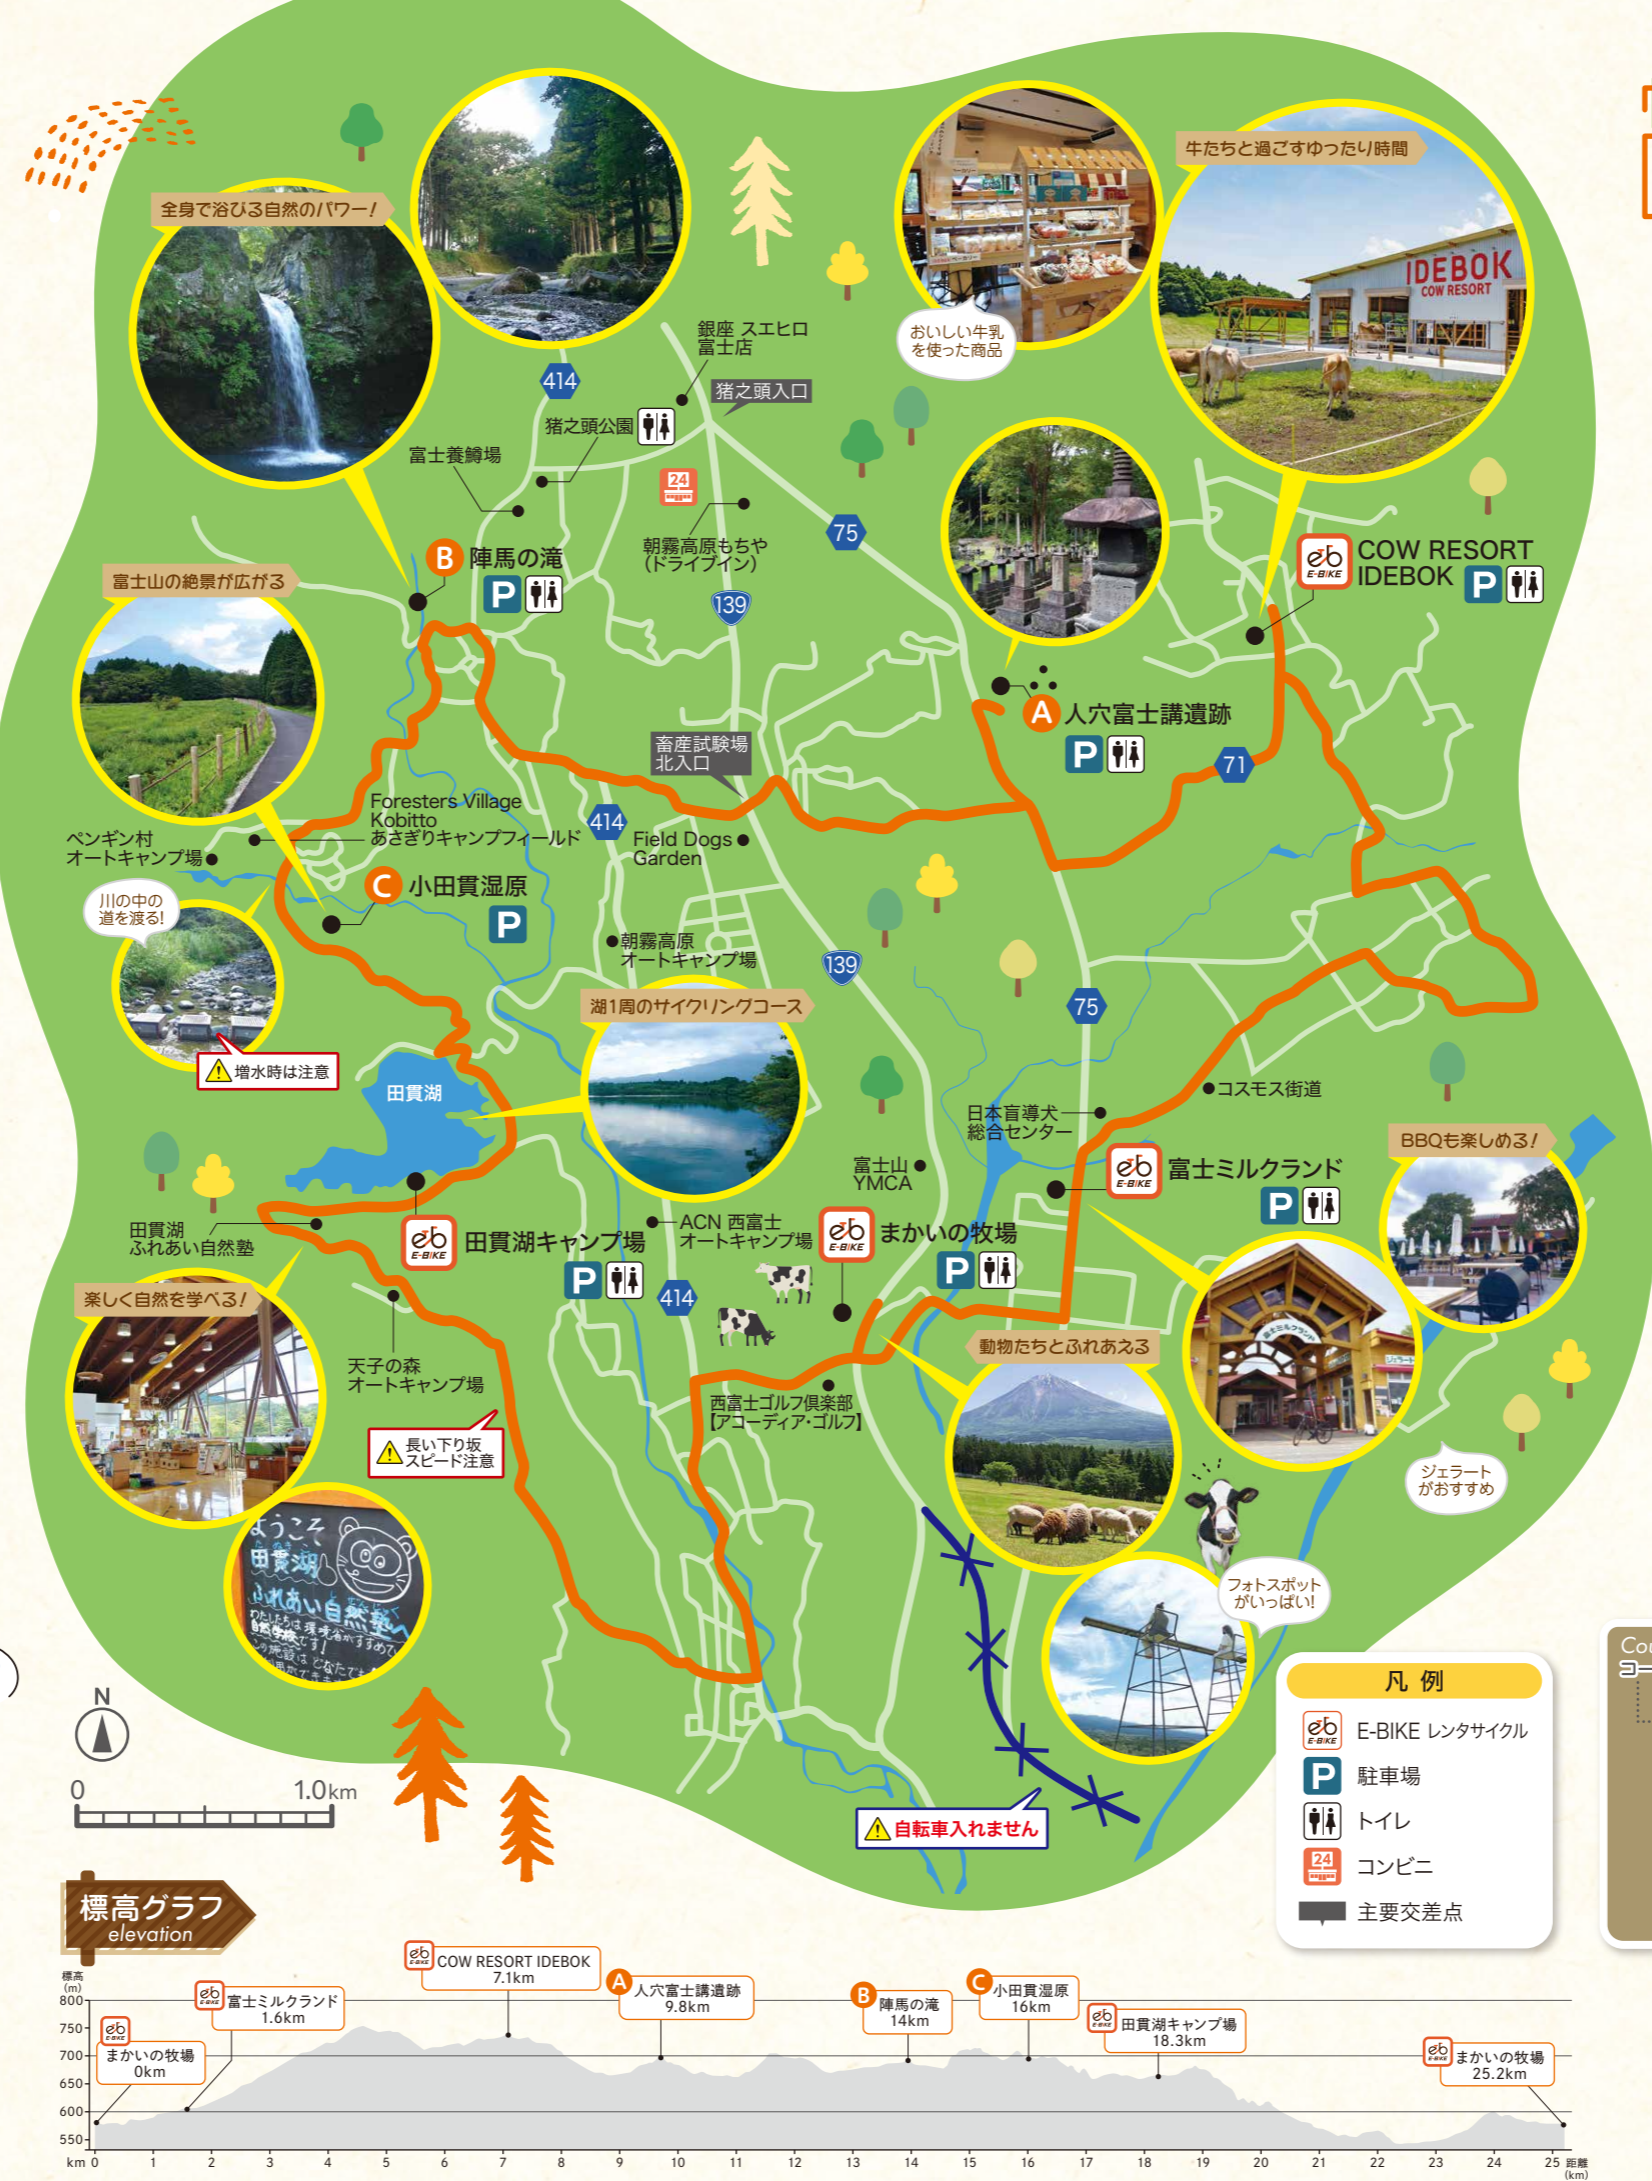 全身で浴びる自然のパワー！
牛たちと過ごすゆったり時間
IDEBOK
COW RESORT
おいしい牛乳
を使った商品
銀座 スエヒロ
富士店
414
猪之頭入口
猪之頭公園
富士養鱒場
24
朝霧高原もちや
（ドライブイン）
75
139
B 陣馬の滝
P
COW RESORT
IDEBOK
E-BIKE
P
富士山の絶景が広がる
A 人穴富士講遺跡
P
71
畜産試験場
北入口
Foresters Village
Kobitto
あさぎりキャンプフィールド
414
Field Dogs
Garden
ペンギン村
オートキャンプ場
C 小田貫湿原
P
川の中の
道を渡る!
増水時は注意
朝霧高原
オートキャンプ場
139
75
湖1周のサイクリングコース
田貫湖
コスモス街道
日本盲導犬
総合センター
富士山
YMCA
E-BIKE
富士ミルクランド
P
BBQも楽しめる！
富士ミルクランド
田貫湖
ふれあい自然塾
E-BIKE
田貫湖キャンプ場
P
ACN 西富士
オートキャンプ場
E-BIKE
まかいの牧場
P
414
楽しく自然を学べる！
天子の森
オートキャンプ場
動物たちとふれあえる
西富士ゴルフ倶楽部
【アコーディア・ゴルフ】
長い下り坂
スピード注意
ジェラート
がおすすめ
ようこそ
田貫湖
ふれあい自然塾へ
フォトスポット
がいっぱい!
自転車入れません
N
0 1.0km
凡 例
E-BIKE レンタサイクル
P 駐車場
トイレ
24 コンビニ
主要交差点
Cou
コー
標高グラフ
elevation
標高
(m)
800
750
700
650
600
550
まかいの牧場
0km
富士ミルクランド
1.6km
COW RESORT IDEBOK
7.1km
A 人穴富士講遺跡
9.8km
B 陣馬の滝
14km
C 小田貫湿原
16km
田貫湖キャンプ場
18.3km
まかいの牧場
25.2km
km 0 1 2 3 4 5 6 7 8 9 10 11 12 13 14 15 16 17 18 19 20 21 22 23 24 25 距離
(km)